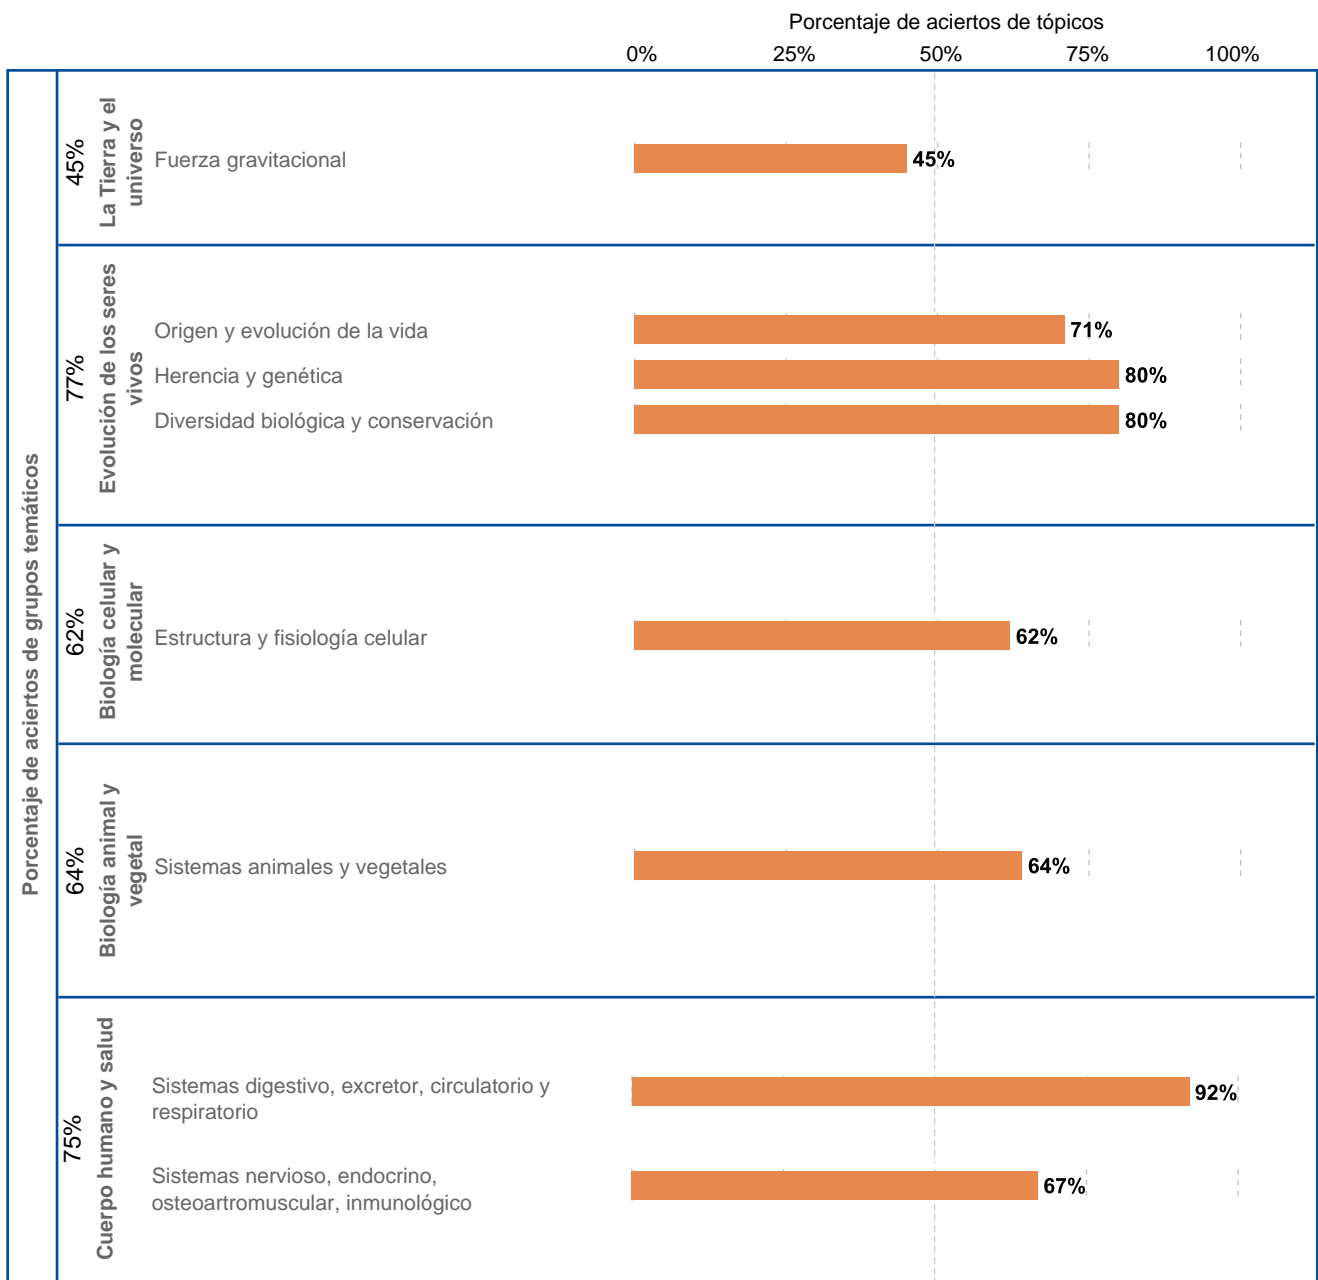 Porcentaje de aciertos de tópicos
0% 25% 50% 75% 100%
Porcentaje de aciertos de grupos temáticos
45%
La Tierra y el
universo
Fuerza gravitacional
45%
77%
Evolución de los seres
vivos
Origen y evolución de la vida
71%
Herencia y genética
80%
Diversidad biológica y conservación
80%
62%
Biología celular y
molecular
Estructura y fisiología celular
62%
64%
Biología animal y
vegetal
Sistemas animales y vegetales
64%
75%
Cuerpo humano y salud
Sistemas digestivo, excretor, circulatorio y
respiratorio
92%
Sistemas nervioso, endocrino,
osteoartromuscular, inmunológico
67%